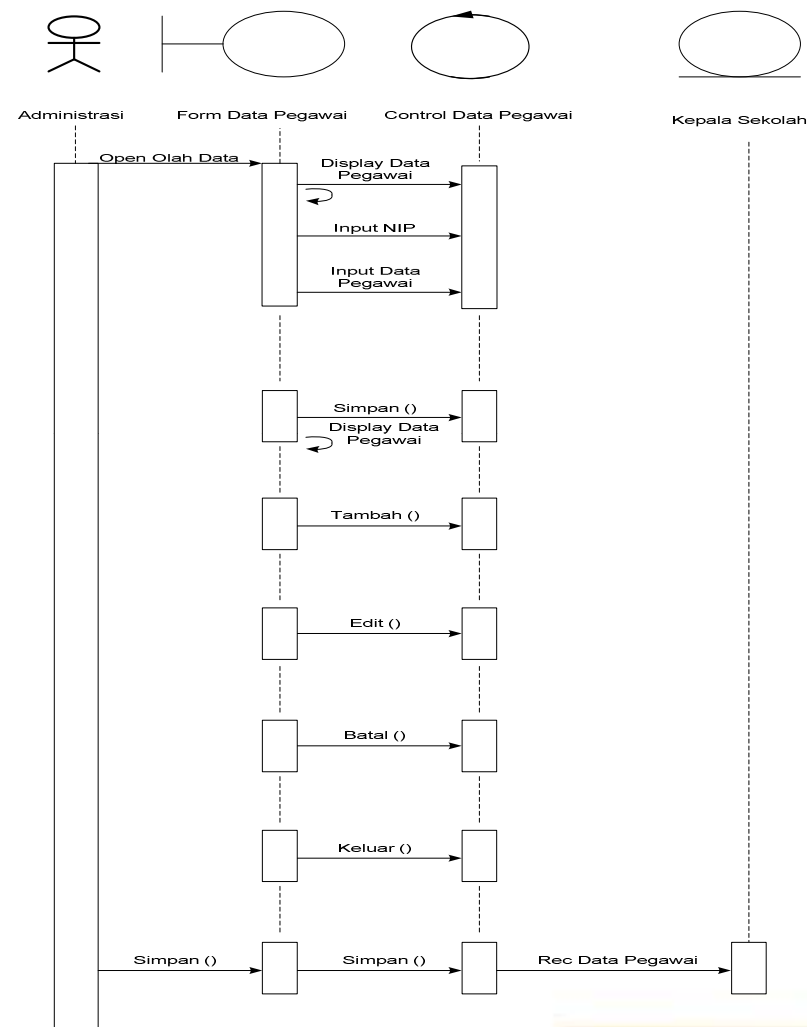 Administrasi
Form Data Pegawai
Control Data Pegawai
Kepala Sekolah
Open Olah Data
Display Data
Pegawai
Input NIP
Input Data
Pegawai
Simpan ()
Display Data
Pegawai
Tambah ()
Edit ()
Batal ()
Keluar ()
Simpan ()
Simpan ()
Rec Data Pegawai